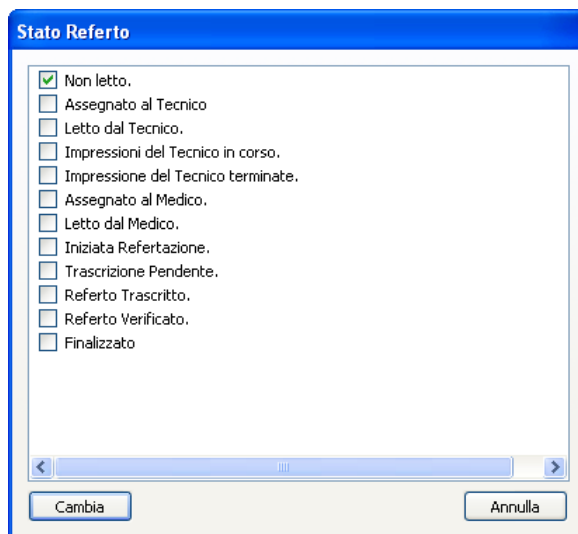 Stato Referto
Non letto.
Assegnato al Tecnico
Letto dal Tecnico.
Impressioni del Tecnico in corso.
Impressione del Tecnico terminate.
Assegnato al Medico.
Letto dal Medico.
Iniziata Refertazione.
Trascrizione Pendente.
Referto Trascritto.
Referto Verificato.
Finalizzato
Cambia Annulla